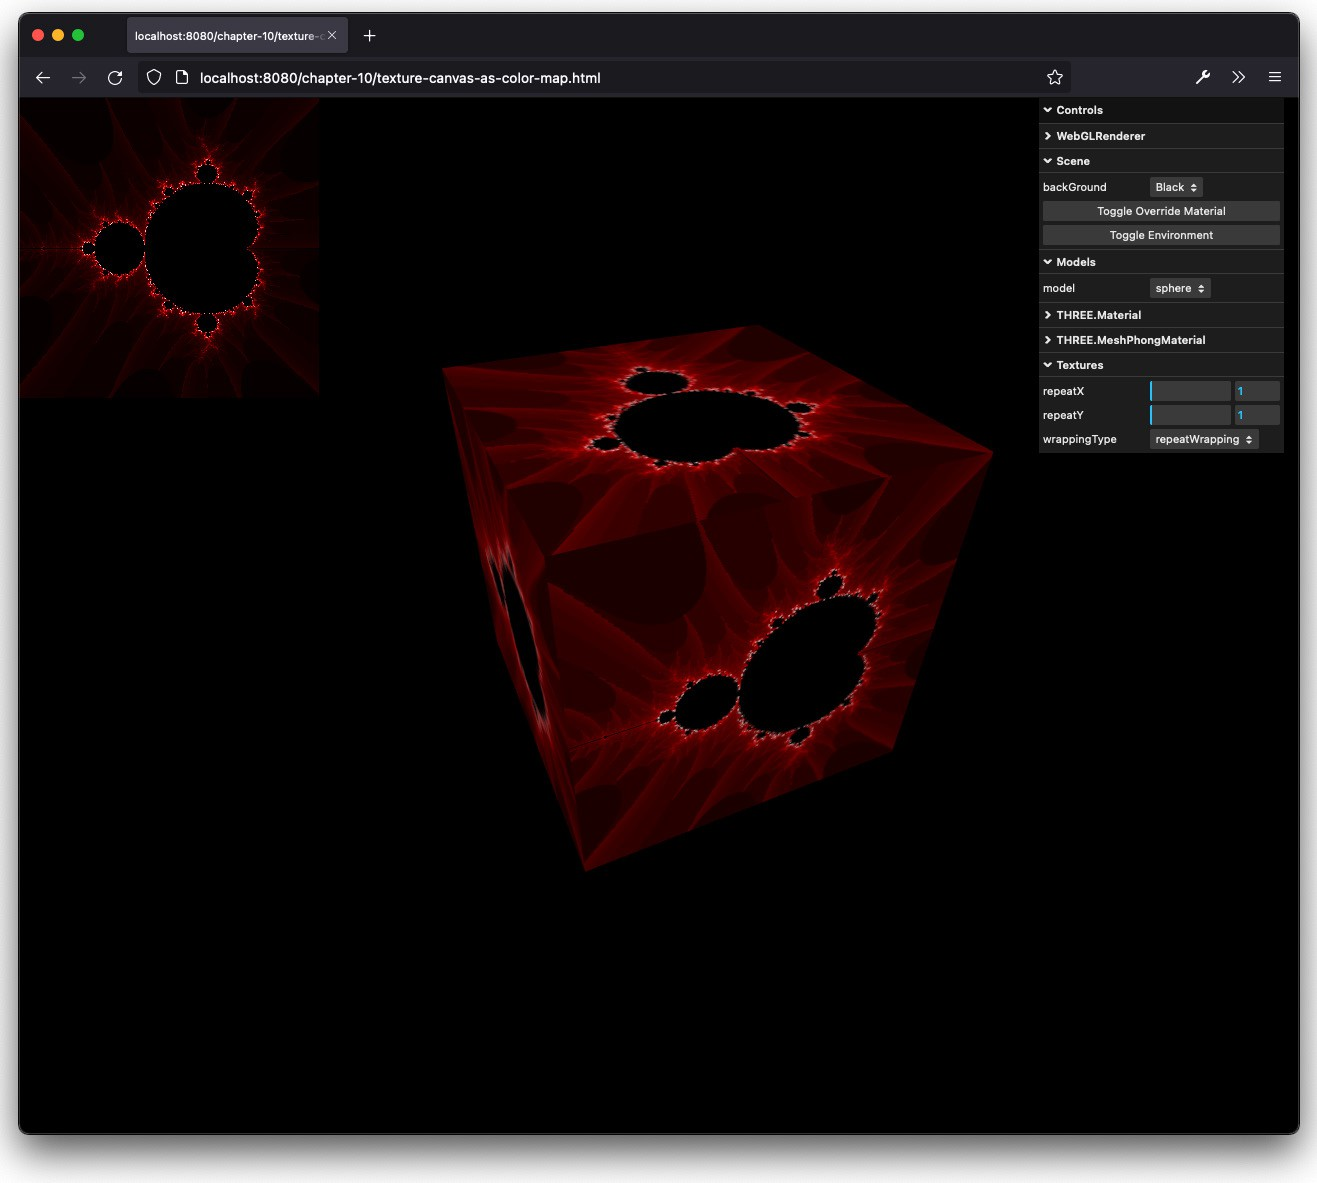 localhost:8080/chapter-10/texture-c
localhost:8080/chapter-10/texture-canvas-as-color-map.html
Controls
WebGLRenderer
Scene
backGround Black
Toggle Override Material
Toggle Environment
Models
model sphere
THREE.Material
THREE.MeshPhongMaterial
Textures
repeatX 1
repeatY 1
wrappingType repeatWrapping